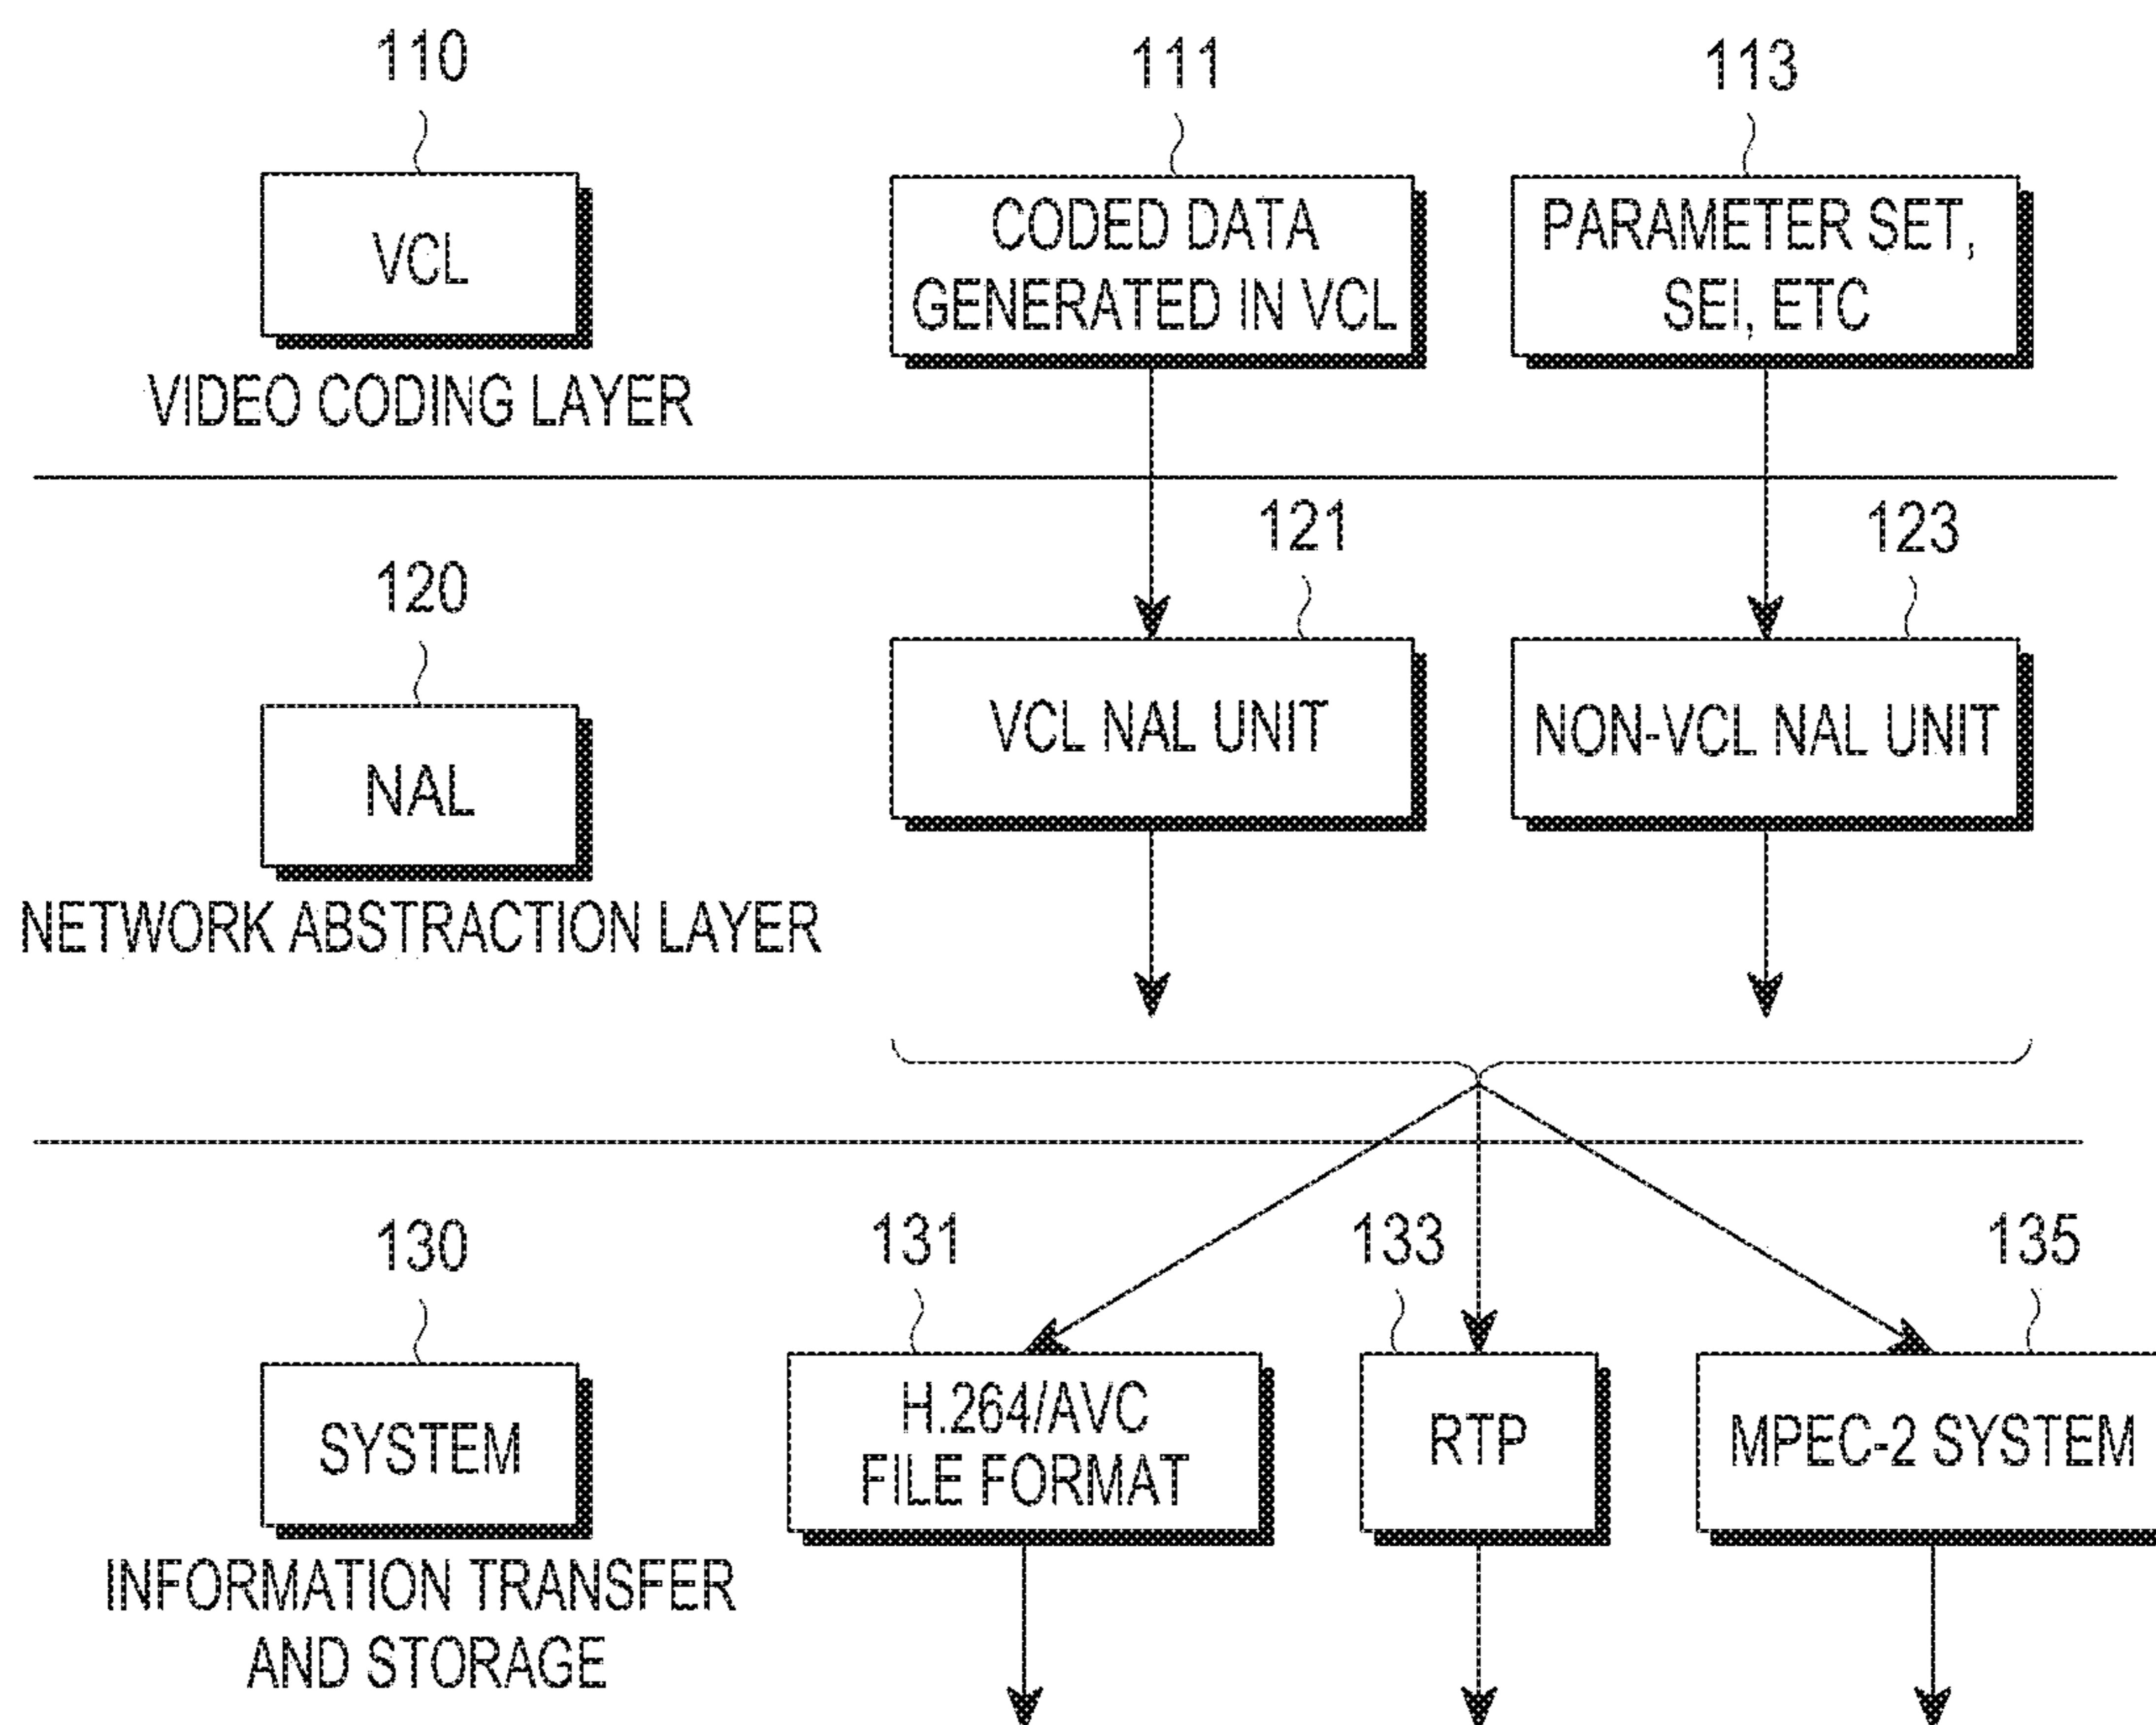 110
111
113
VCL
CODED DATA
GENERATED IN VCL
PARAMETER SET,
SEI, ETC
VIDEO CODING LAYER
120
121
123
NAL
VCL NAL UNIT
NON-VCL NAL UNIT
NETWORK ABSTRACTION LAYER
130
131
133
135
SYSTEM
H.264/AVC
FILE FORMAT
RTP
MPEC-2 SYSTEM
INFORMATION TRANSFER
AND STORAGE